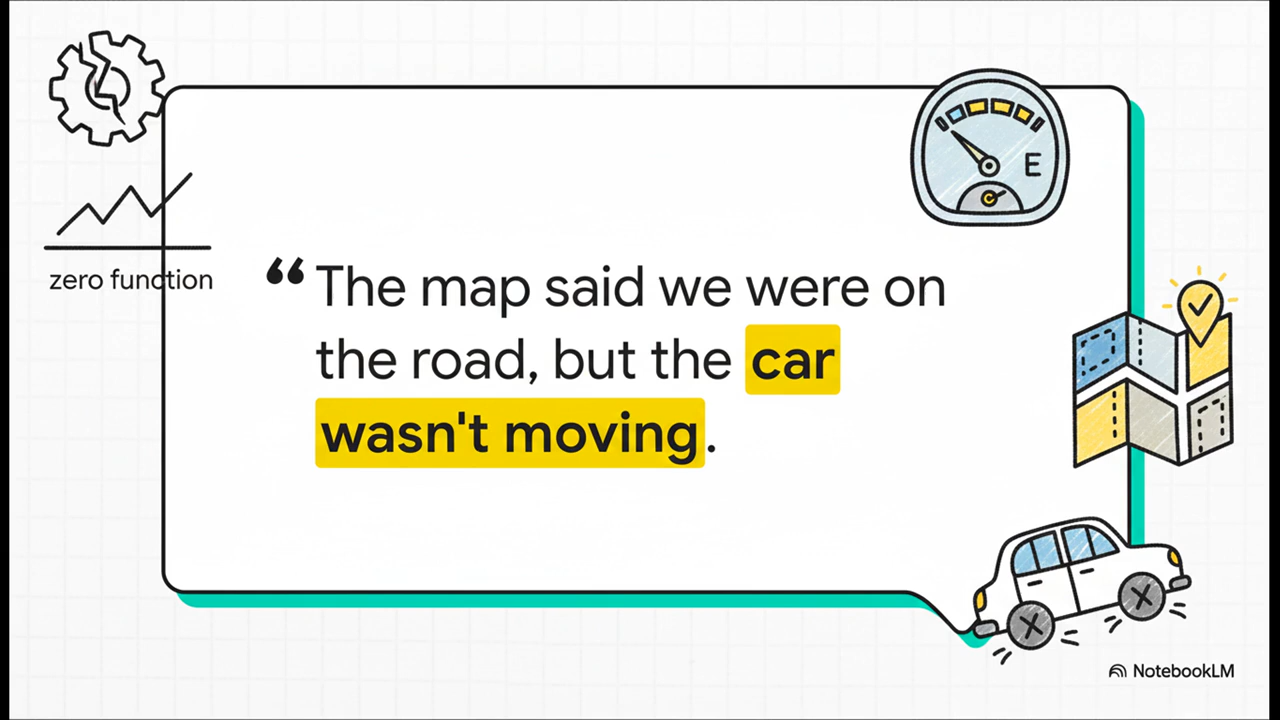 E
zero function
“The map said we were on
the road, but the car
wasn't moving.
NotebookLM